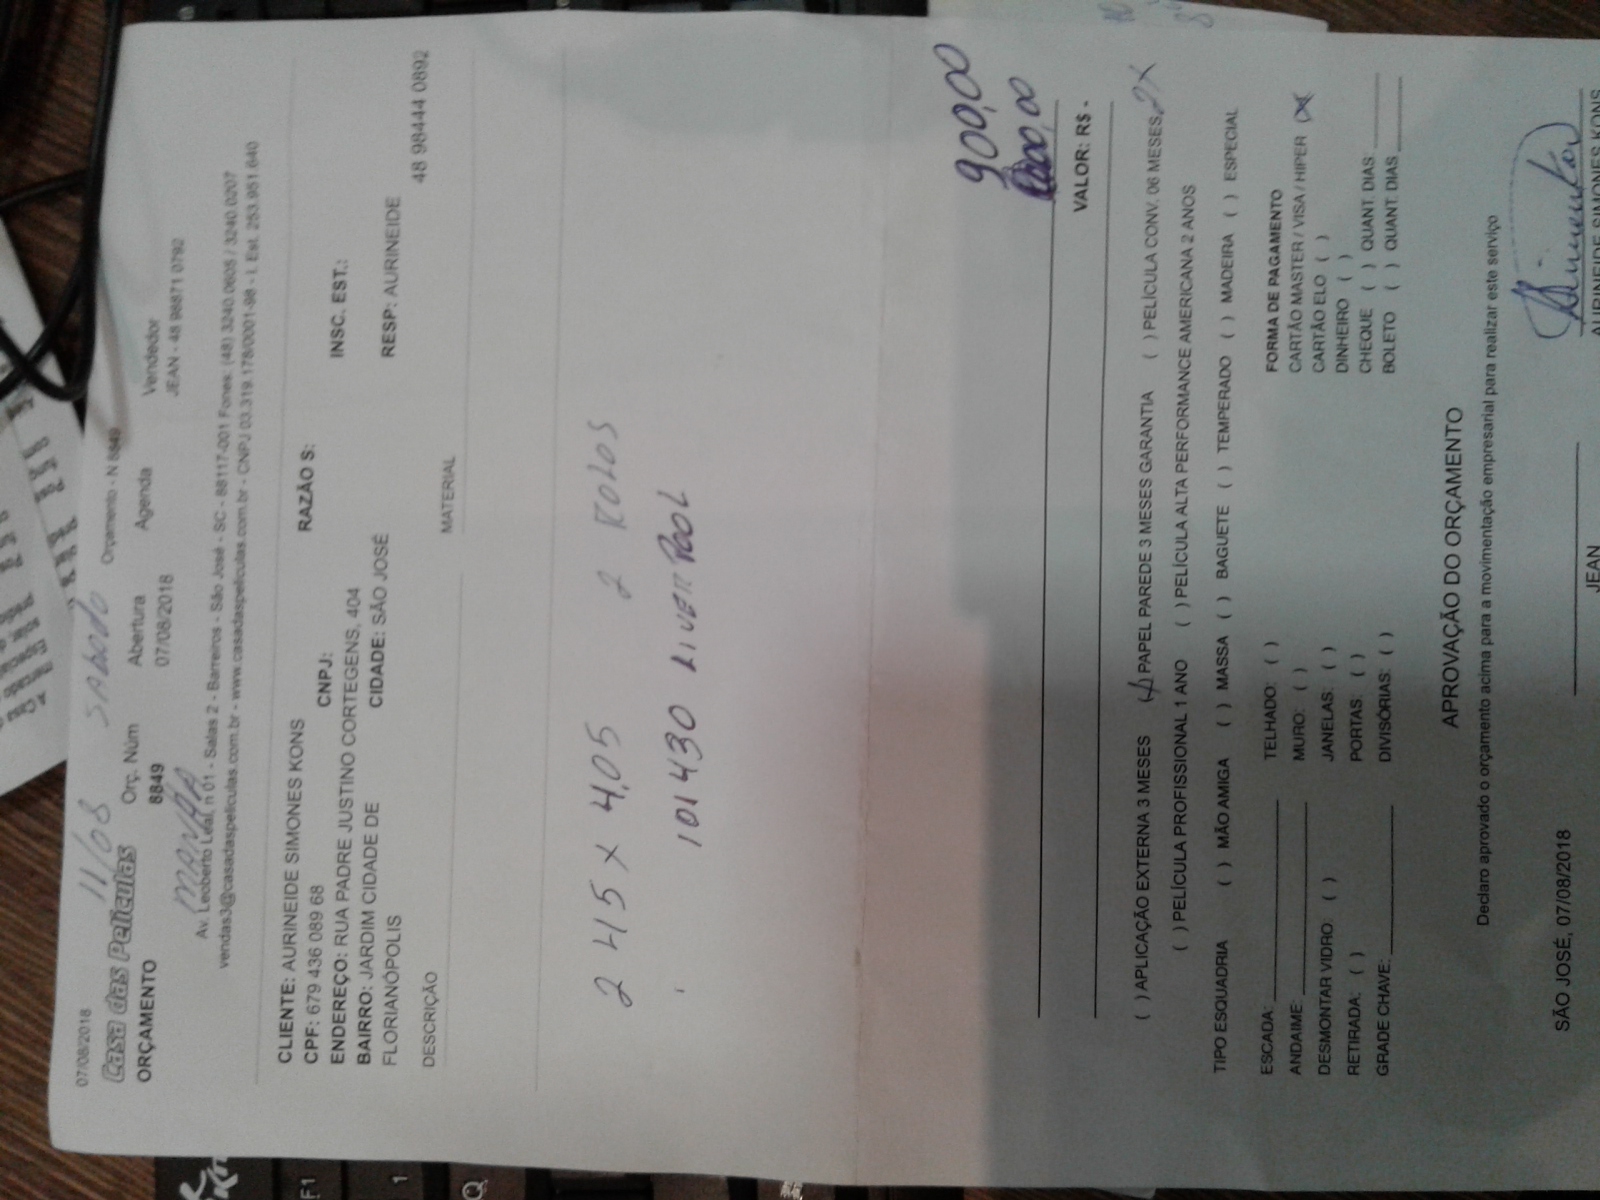 07/08/2018 11/08 SABADO Orçamento - N 8849
Casa das Películas Orç. Núm Abertura Agenda Vendedor
ORÇAMENTO 8849 07/08/2018 JEAN - 48 98871 0792
MANHÃ
Av. Leoberto Leal, n 01 - Salas 2 - Barreiros - São José - SC - 88117-001 Fones: (48) 3240.0605 / 3240.0207
vendas3@casadaspeliculas.com.br - www.casadaspeliculas.com.br - CNPJ 03.319.178/0001-98 - I. Est. 253.951.640
CLIENTE: AURINEIDE SIMONES KONS RAZÃO S:
CPF: 679 436 089 68 CNPJ: INSC. EST.:
ENDEREÇO: RUA PADRE JUSTINO CORTEGENS, 404
BAIRRO: JARDIM CIDADE DE CIDADE: SÃO JOSÉ RESP: AURINEIDE 48 98444 0892
FLORIANÓPOLIS
DESCRIÇÃO MATERIAL
2 45 x 4,05 2 ROLOS
101430 LIVERPOOL
900,00
VALOR: R$ -
( ) APLICAÇÃO EXTERNA 3 MESES (X) PAPEL PAREDE 3 MESES GARANTIA ( ) PELÍCULA CONV. 06 MESES 2X
( ) PELÍCULA PROFISSIONAL 1 ANO ( ) PELÍCULA ALTA PERFORMANCE AMERICANA 2 ANOS
TIPO ESQUADRIA ( ) MÃO AMIGA ( ) MASSA ( ) BAGUETE ( ) TEMPERADO ( ) MADEIRA ( ) ESPECIAL
ESCADA: TELHADO: ( ) FORMA DE PAGAMENTO
ANDAIME: MURO: ( ) CARTÃO MASTER / VISA / HIPER (X)
DESMONTAR VIDRO: ( ) JANELAS: ( ) CARTÃO ELO ( )
RETIRADA: ( ) PORTAS: ( ) DINHEIRO ( )
GRADE CHAVE: DIVISÓRIAS: ( ) CHEQUE ( ) QUANT. DIAS:
BOLETO ( ) QUANT. DIAS
APROVAÇÃO DO ORÇAMENTO
Declaro aprovado o orçamento acima para a movimentação empresarial para realizar este serviço
SÃO JOSÉ, 07/08/2018
JEAN AURINEIDE SIMONES KONS
F1
1
Q